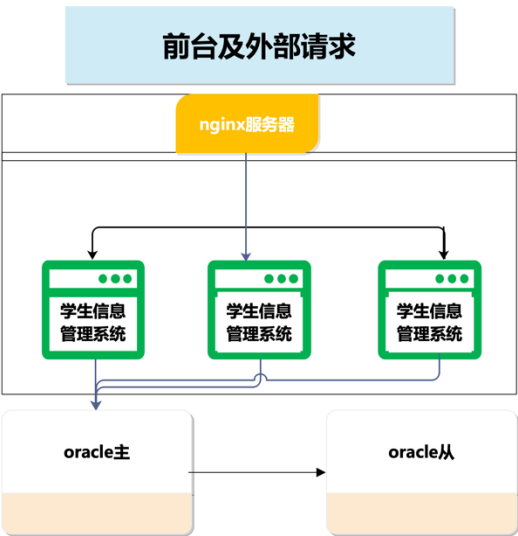 前台及外部请求
nginx服务器
学生信息
管理系统
学生信息
管理系统
学生信息
管理系统
oracle主
oracle从